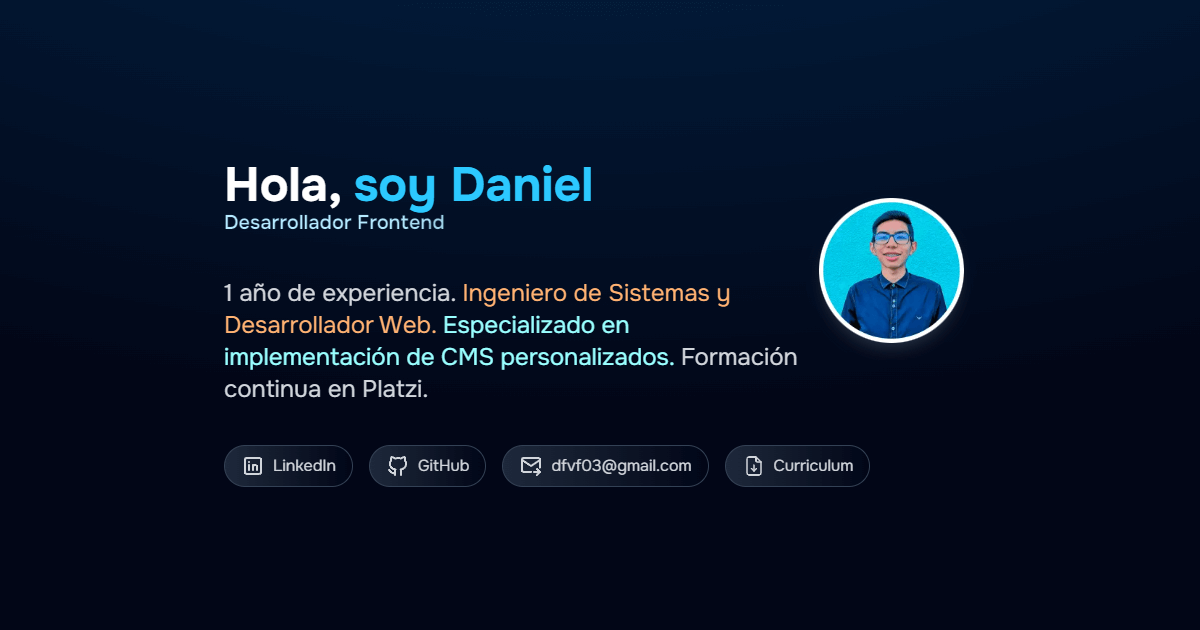 Hola, soy Daniel
Desarrollador Frontend
1 año de experiencia. Ingeniero de Sistemas y
Desarrollador Web. Especializado en
implementación de CMS personalizados. Formación
continua en Platzi.
LinkedIn GitHub dfvf03@gmail.com Curriculum